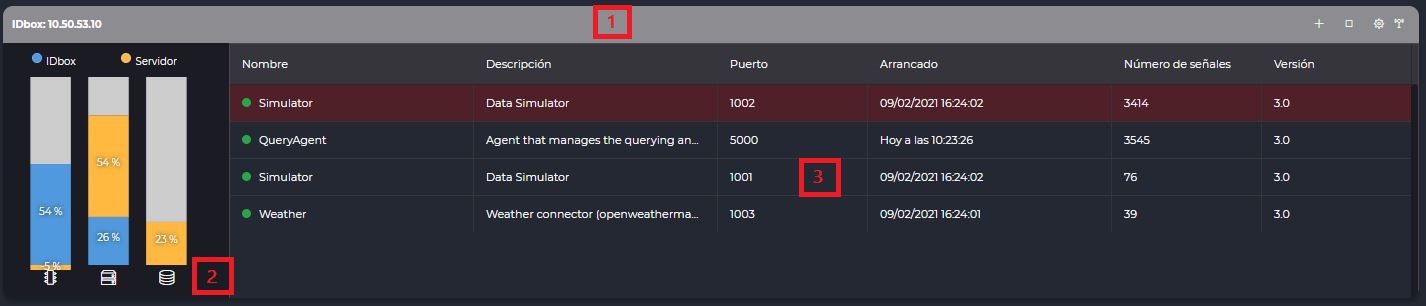 IDbox: 10.50.53.10
1
IDbox Servidor
54 %
5 %
54 %
26 %
23 %
2
Nombre Descripción Puerto Arrancado Número de señales Versión
Simulator Data Simulator 1002 09/02/2021 16:24:02 3414 3.0
QueryAgent Agent that manages the querying an... 5000 Hoy a las 10:23:26 3545 3.0
Simulator Data Simulator 1001 3 09/02/2021 16:24:02 76 3.0
Weather Weather connector (openweatherma... 1003 09/02/2021 16:24:01 39 3.0